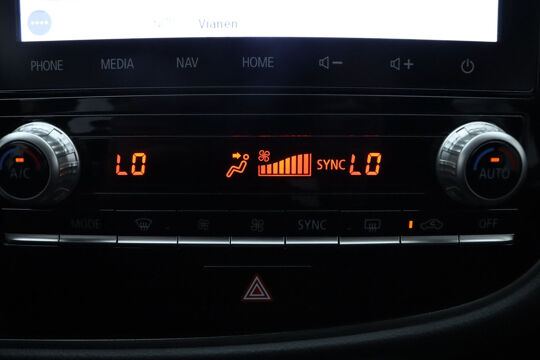 Vianen
PHONE MEDIA NAV HOME
LO SYNC LO
A/C AUTO
MODE SYNC OFF